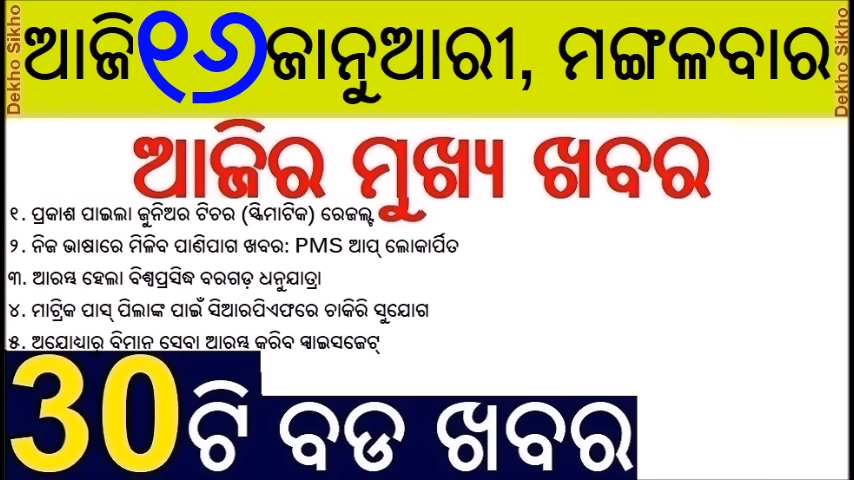 ଆଜି ୧୬ ଜାନୁଆରୀ, ମଙ୍ଗଳବାର
Dekho Sikho
Dekho Sikho
ଆଜିର ମୁଖ୍ୟ ଖବର
୧. ପ୍ରକାଶ ପାଇଲା ଜୁନିଅର ଟିଚର (ସ୍କିମାଟିକ) ରେଜଲ୍ଟ
୨. ନିଜ ଭାଷାରେ ମିଳିବ ପାଣିପାଗ ଖବର: PMS ଆପ୍ ଲୋକାର୍ପିତ
୩. ଆରମ୍ଭ ହେଲା ବିଶ୍ୱପ୍ରସିଦ୍ଧ ବରଗଡ଼ ଧନୁଯାତ୍ରା
୪. ମାଟ୍ରିକ ପାସ୍ ପିଲାଙ୍କ ପାଇଁ ସିଆରପିଏଫରେ ଚାକିରି ସୁଯୋଗ
୫. ଅଯୋଧ୍ୟାରୁ ବିମାନ ସେବା ଆରମ୍ଭ କରିବ ସ୍ପାଇସଜେଟ୍
30ଟି ବଡ ଖବର